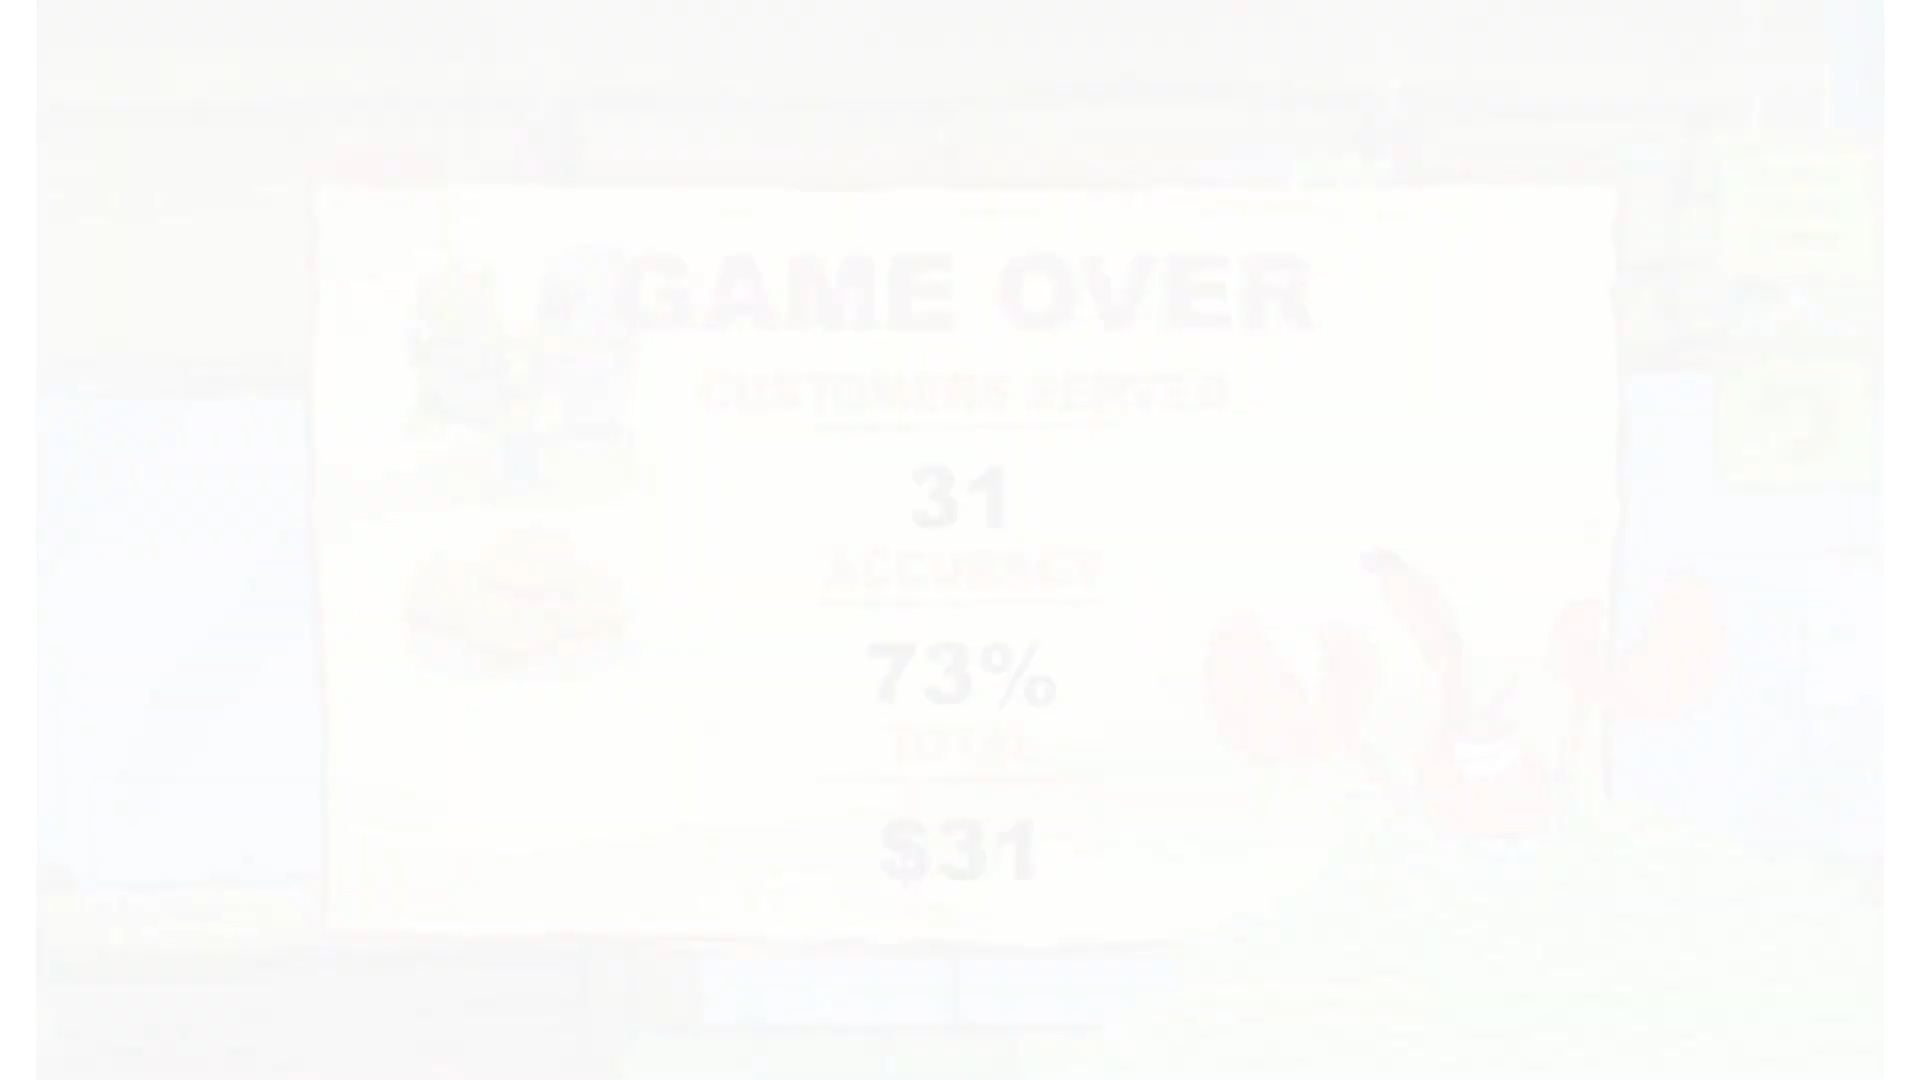 GAME OVER
CUSTOMERS SERVED
31
ACCURACY
73%
TOTAL
$31